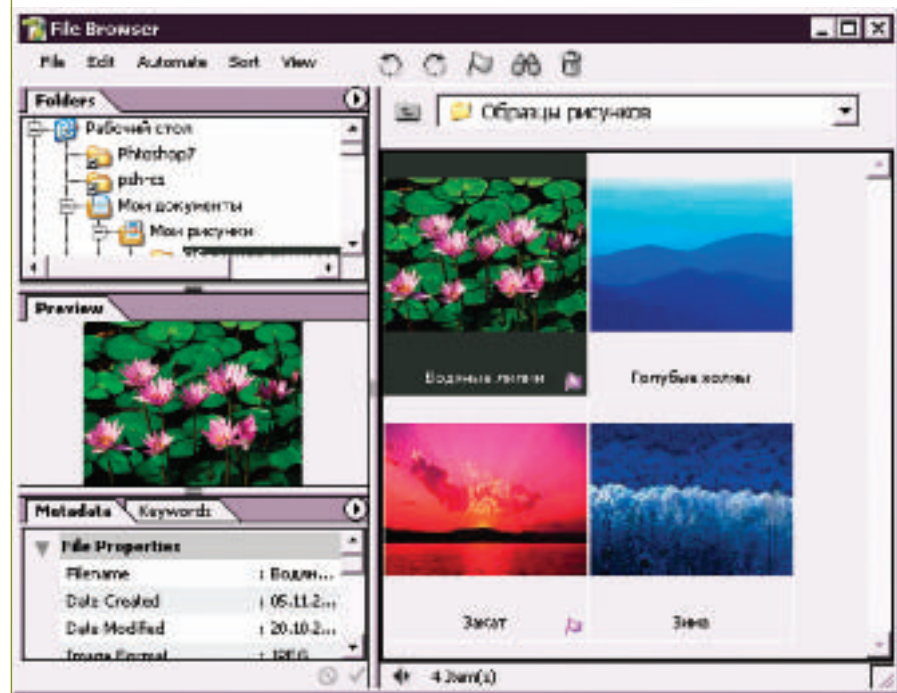 File Browser
File Edit Automate Sort View
Folders
Рабочий стол
Phtoshop7
psh-cs
Мои документы
Мои рисунки
Preview
Metadata Keywords
File Properties
Filename : Водян...
Date Created : 05.11.2...
Date Modified : 20.10.2...
Image Format : JPEG
Образцы рисунков
Водяные лилии
Голубые холмы
Закат
Зима
4 Item(s)